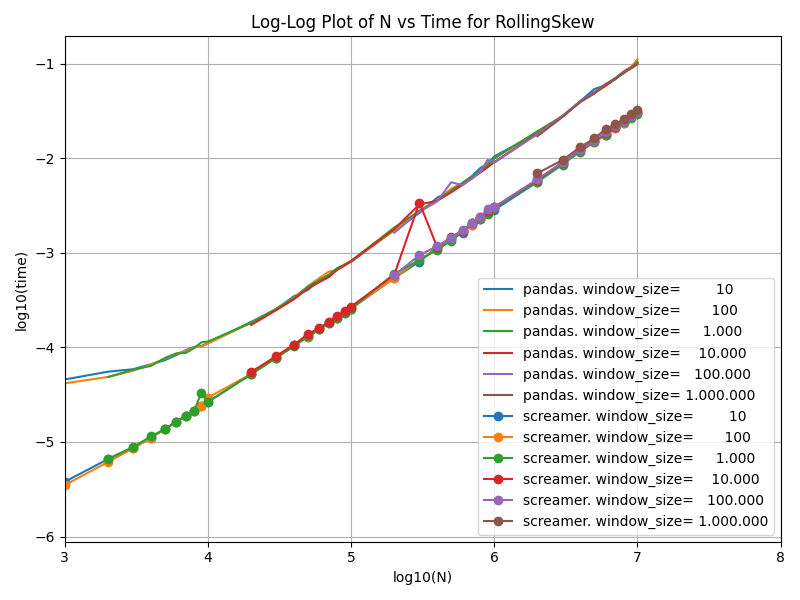 Log-Log Plot of N vs Time for RollingSkew
−1
−2
−3
−4
−5
−6
log10(time)
pandas. window_size=        10
pandas. window_size=       100
pandas. window_size=     1.000
pandas. window_size=    10.000
pandas. window_size=   100.000
pandas. window_size= 1.000.000
screamer. window_size=        10
screamer. window_size=       100
screamer. window_size=     1.000
screamer. window_size=    10.000
screamer. window_size=   100.000
screamer. window_size= 1.000.000
3 4 5 6 7 8
log10(N)